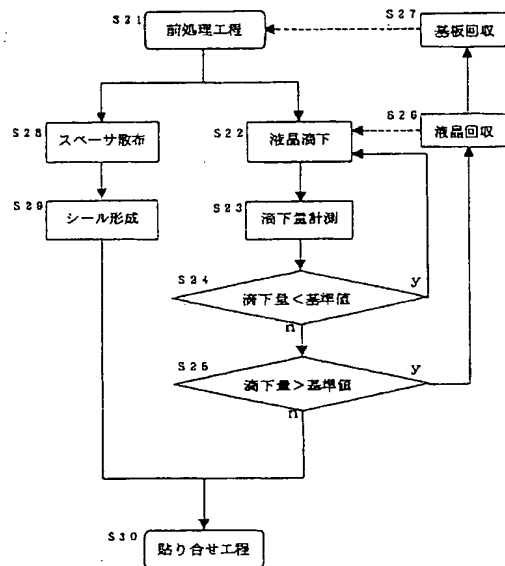 S21
前処理工程
S27
基板回収
S28
スペーサ散布
S22
液晶滴下
S26
液晶回収
S29
シール形成
S23
滴下量計測
S24
滴下量<基準値
y
n
S25
滴下量>基準値
y
n
S30
貼り合せ工程